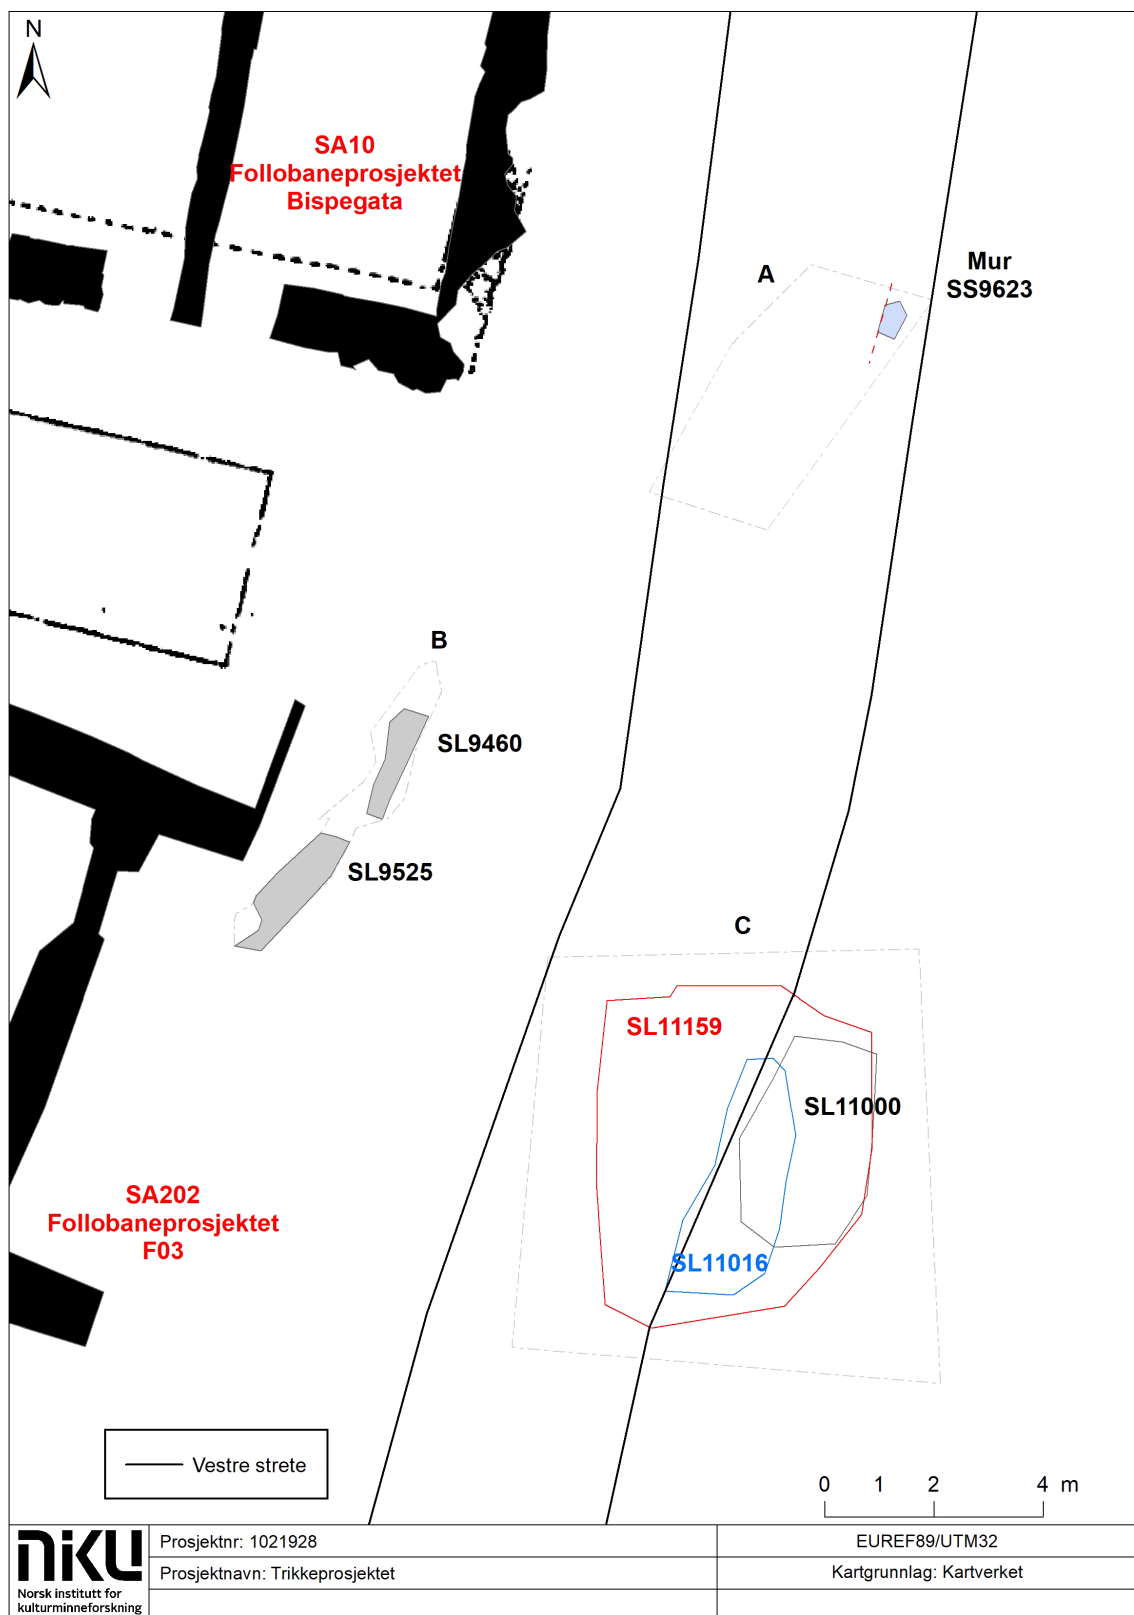 N
SA10
Follobaneprosjektet
Bispegata
A
Mur
SS9623
B
SL9460
SL9525
C
SL11159
SL11000
SL11016
SA202
Follobaneprosjektet
F03
Vestre strete
0 1 2 4 m
NIKU
Norsk institutt for
kulturminneforskning
Prosjektnr: 1021928
Prosjektnavn: Trikkeprosjektet
EUREF89/UTM32
Kartgrunnlag: Kartverket